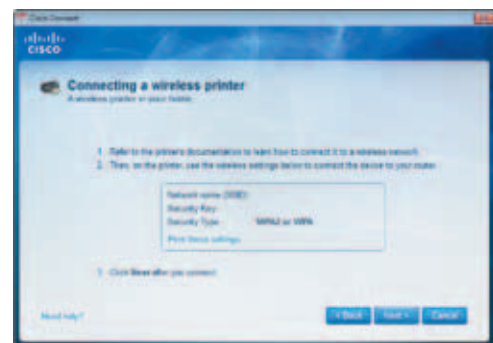 Cisco Connect
CISCO
Connecting a wireless printer
A wireless printer in your home.
1. Refer to the printer's documentation to learn how to connect it to a wireless network.
2. Then, on the printer, use the wireless settings below to connect the device to your router.
Network name (SSID):
Security Key:
Security Type: WPA2 or WPA
Print these settings
3. Click Next after you connect.
Need help?
< Back
Next >
Cancel